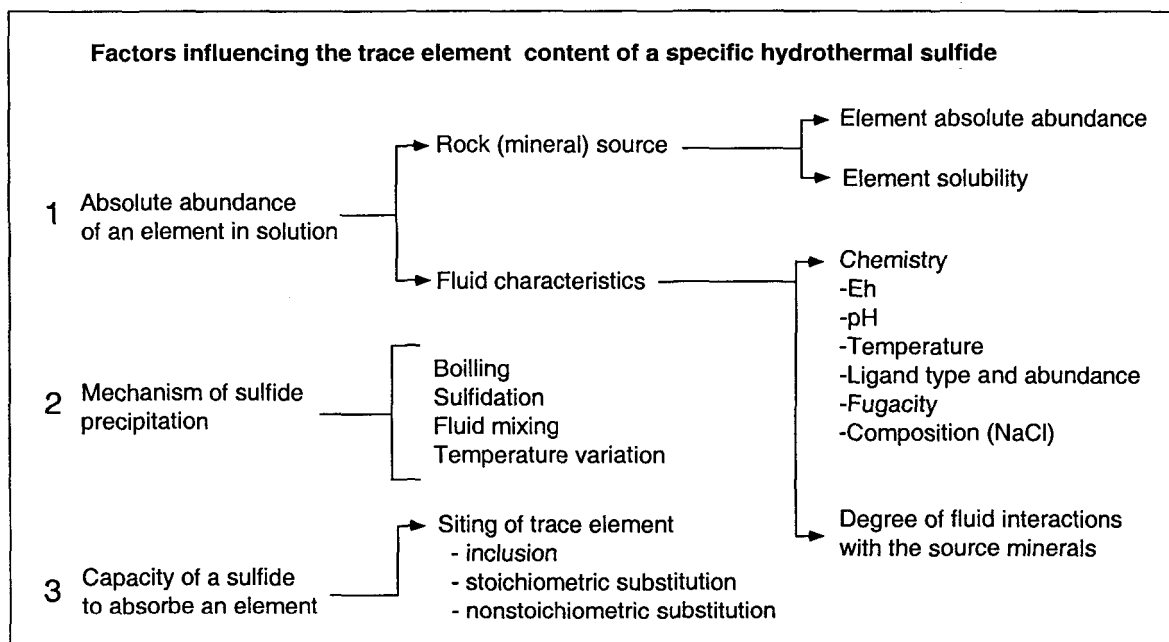 Factors influencing the trace element content of a specific hydrothermal sulfide
1 Absolute abundance
of an element in solution
Rock (mineral) source
Element absolute abundance
Element solubility
Fluid characteristics
Chemistry
-Eh
-pH
-Temperature
-Ligand type and abundance
-Fugacity
-Composition (NaCl)
Degree of fluid interactions
with the source minerals
2 Mechanism of sulfide
precipitation
Boilling
Sulfidation
Fluid mixing
Temperature variation
3 Capacity of a sulfide
to absorbe an element
Siting of trace element
- inclusion
- stoichiometric substitution
- nonstoichiometric substitution